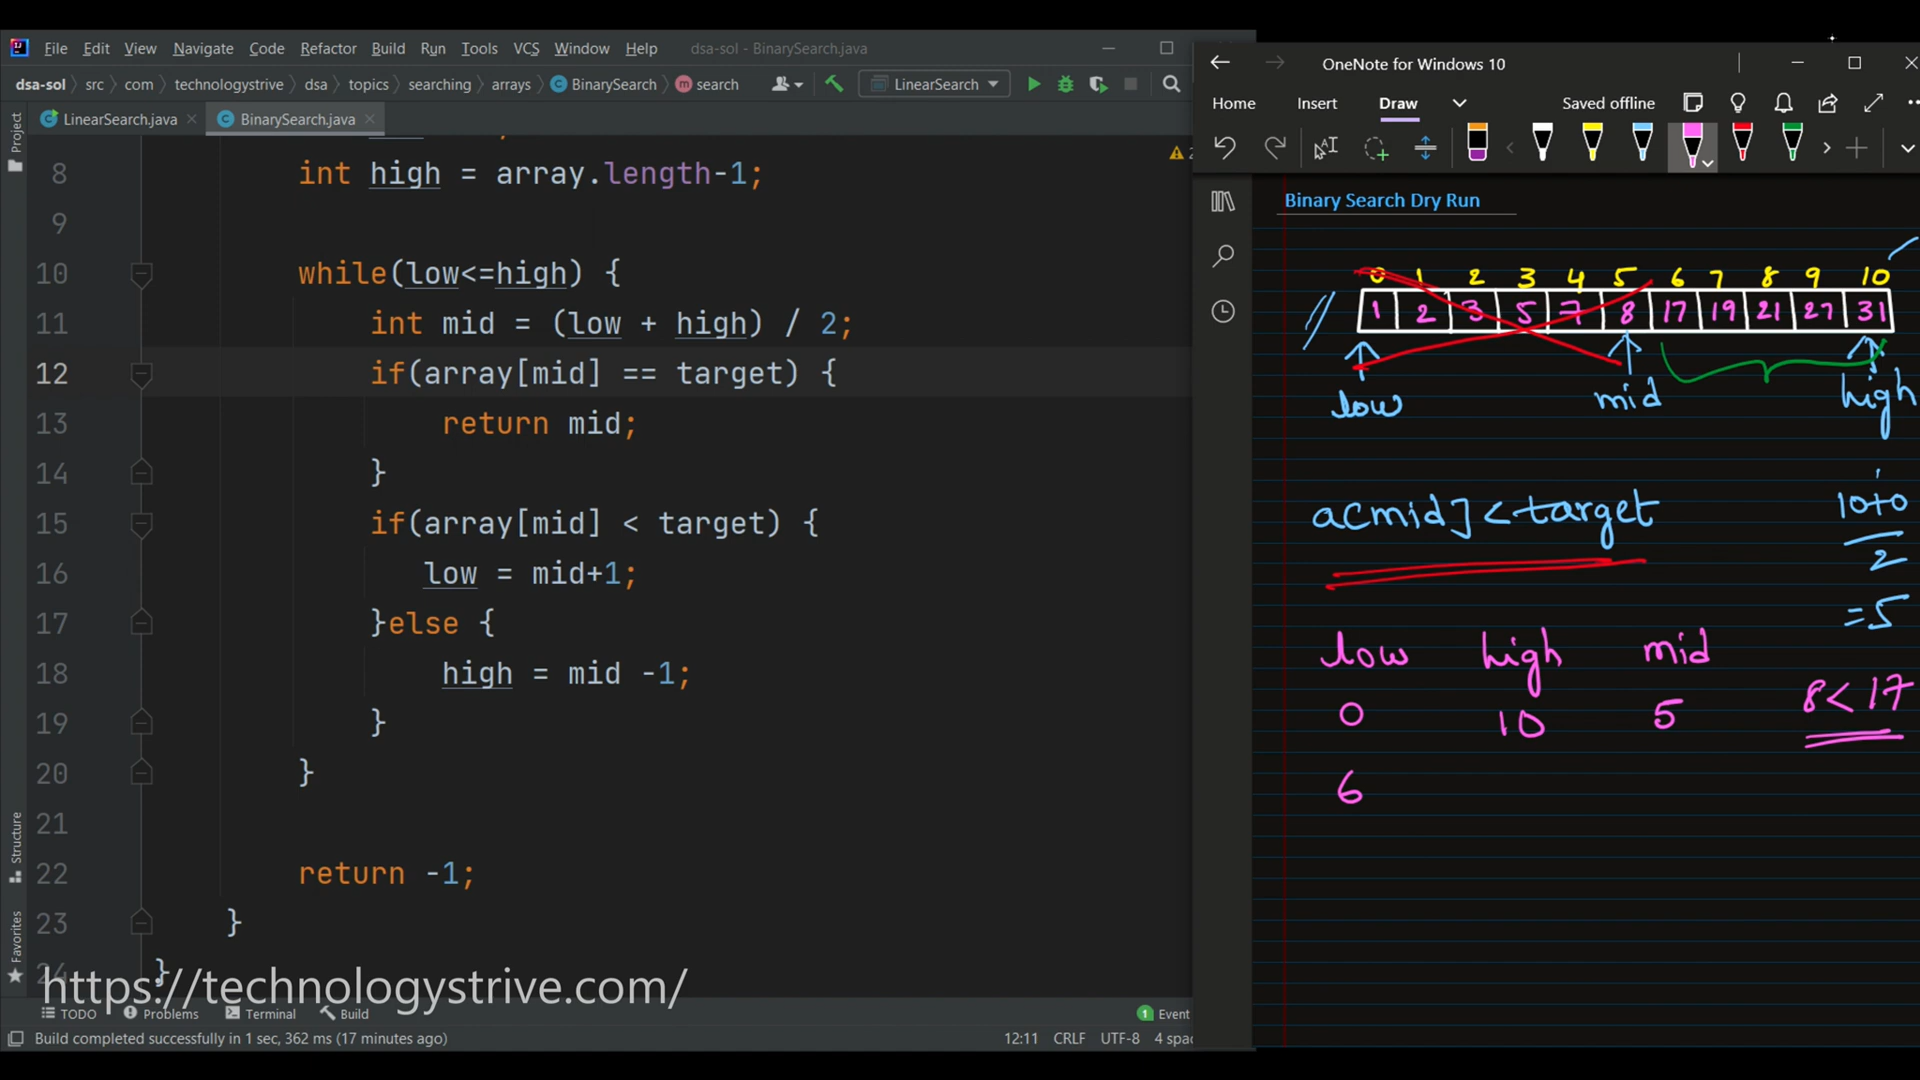 File Edit View Navigate Code Refactor Build Run Tools VCS Window Help dsa-sol - BinarySearch.java
dsa-sol src com technologystrive dsa topics searching arrays BinarySearch m search LinearSearch
LinearSearch.java BinarySearch.java
Project
8 int high = array.length-1;
9
10 while(low<=high) {
11 int mid = (low + high) / 2;
12 if(array[mid] == target) {
13 return mid;
14 }
15 if(array[mid] < target) {
16 low = mid+1;
17 }else {
18 high = mid -1;
19 }
20 }
21
22 return -1;
23 }
24 }
Structure
Favorites
https://technologystrive.com/
TODO Problems Terminal Build 1 Event
Build completed successfully in 1 sec, 362 ms (17 minutes ago) 12:11 CRLF UTF-8 4 spac
OneNote for Windows 10
Home Insert Draw Saved offline
Binary Search Dry Run
0 1 2 3 4 5 6 7 8 9 10
1 2 3 5 7 8 17 19 21 27 31
low mid high
a[mid] < target
10+0
2
=5
low high mid
0 10 5 8 < 17
6